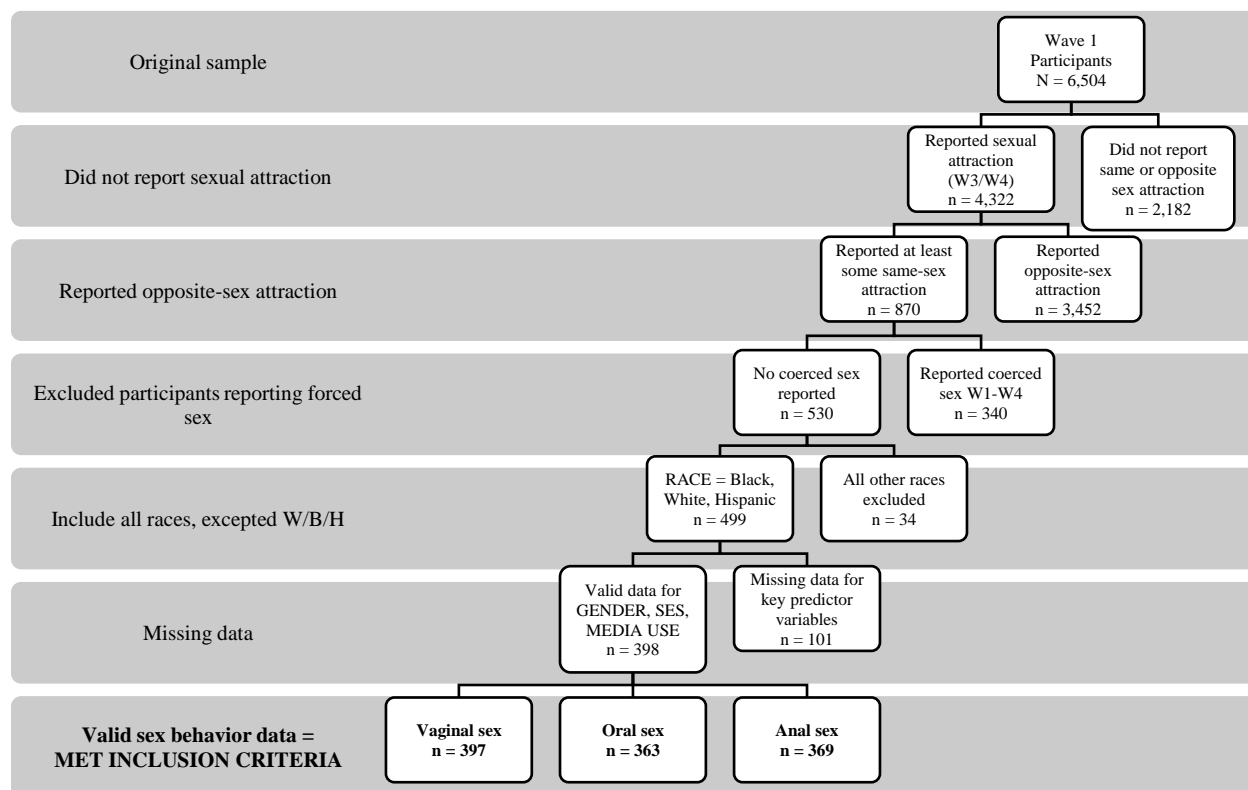 Original sample
Wave 1
Participants
N = 6,504
Did not report sexual attraction
Reported sexual
attraction
(W3/W4)
n = 4,322
Did not report
same or opposite
sex attraction
n = 2,182
Reported opposite-sex attraction
Reported at least
some same-sex
attraction
n = 870
Reported
opposite-sex
attraction
n = 3,452
Excluded participants reporting forced
sex
No coerced sex
reported
n = 530
Reported coerced
sex W1-W4
n = 340
Include all races, excepted W/B/H
RACE = Black,
White, Hispanic
n = 499
All other races
excluded
n = 34
Missing data
Valid data for
GENDER, SES,
MEDIA USE
n = 398
Missing data for
key predictor
variables
n = 101
Valid sex behavior data =
MET INCLUSION CRITERIA
Vaginal sex
n = 397
Oral sex
n = 363
Anal sex
n = 369